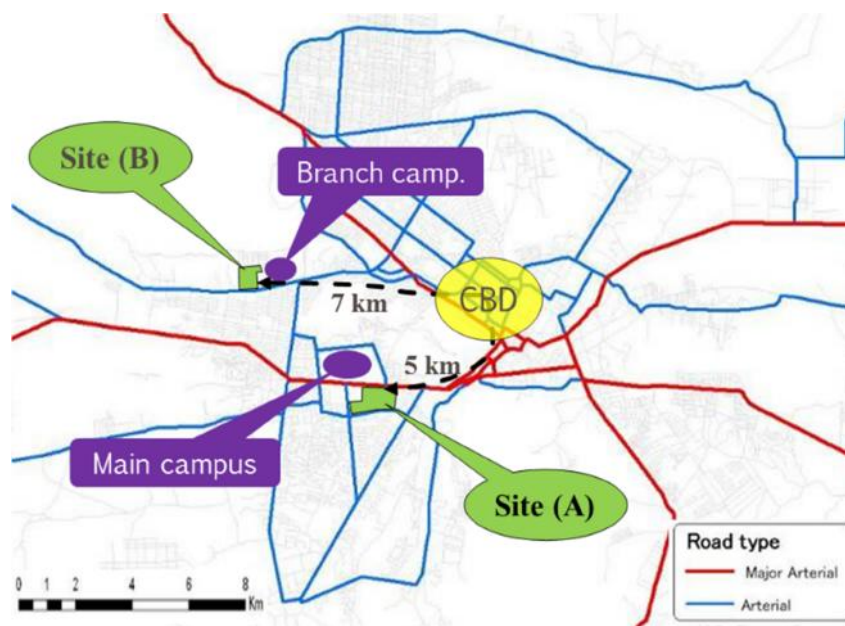 Site (B)
Branch camp.
CBD
7 km
5 km
Main campus
Site (A)
Road type
Major Arterial
Arterial
0 1 2 4 6 8
Km